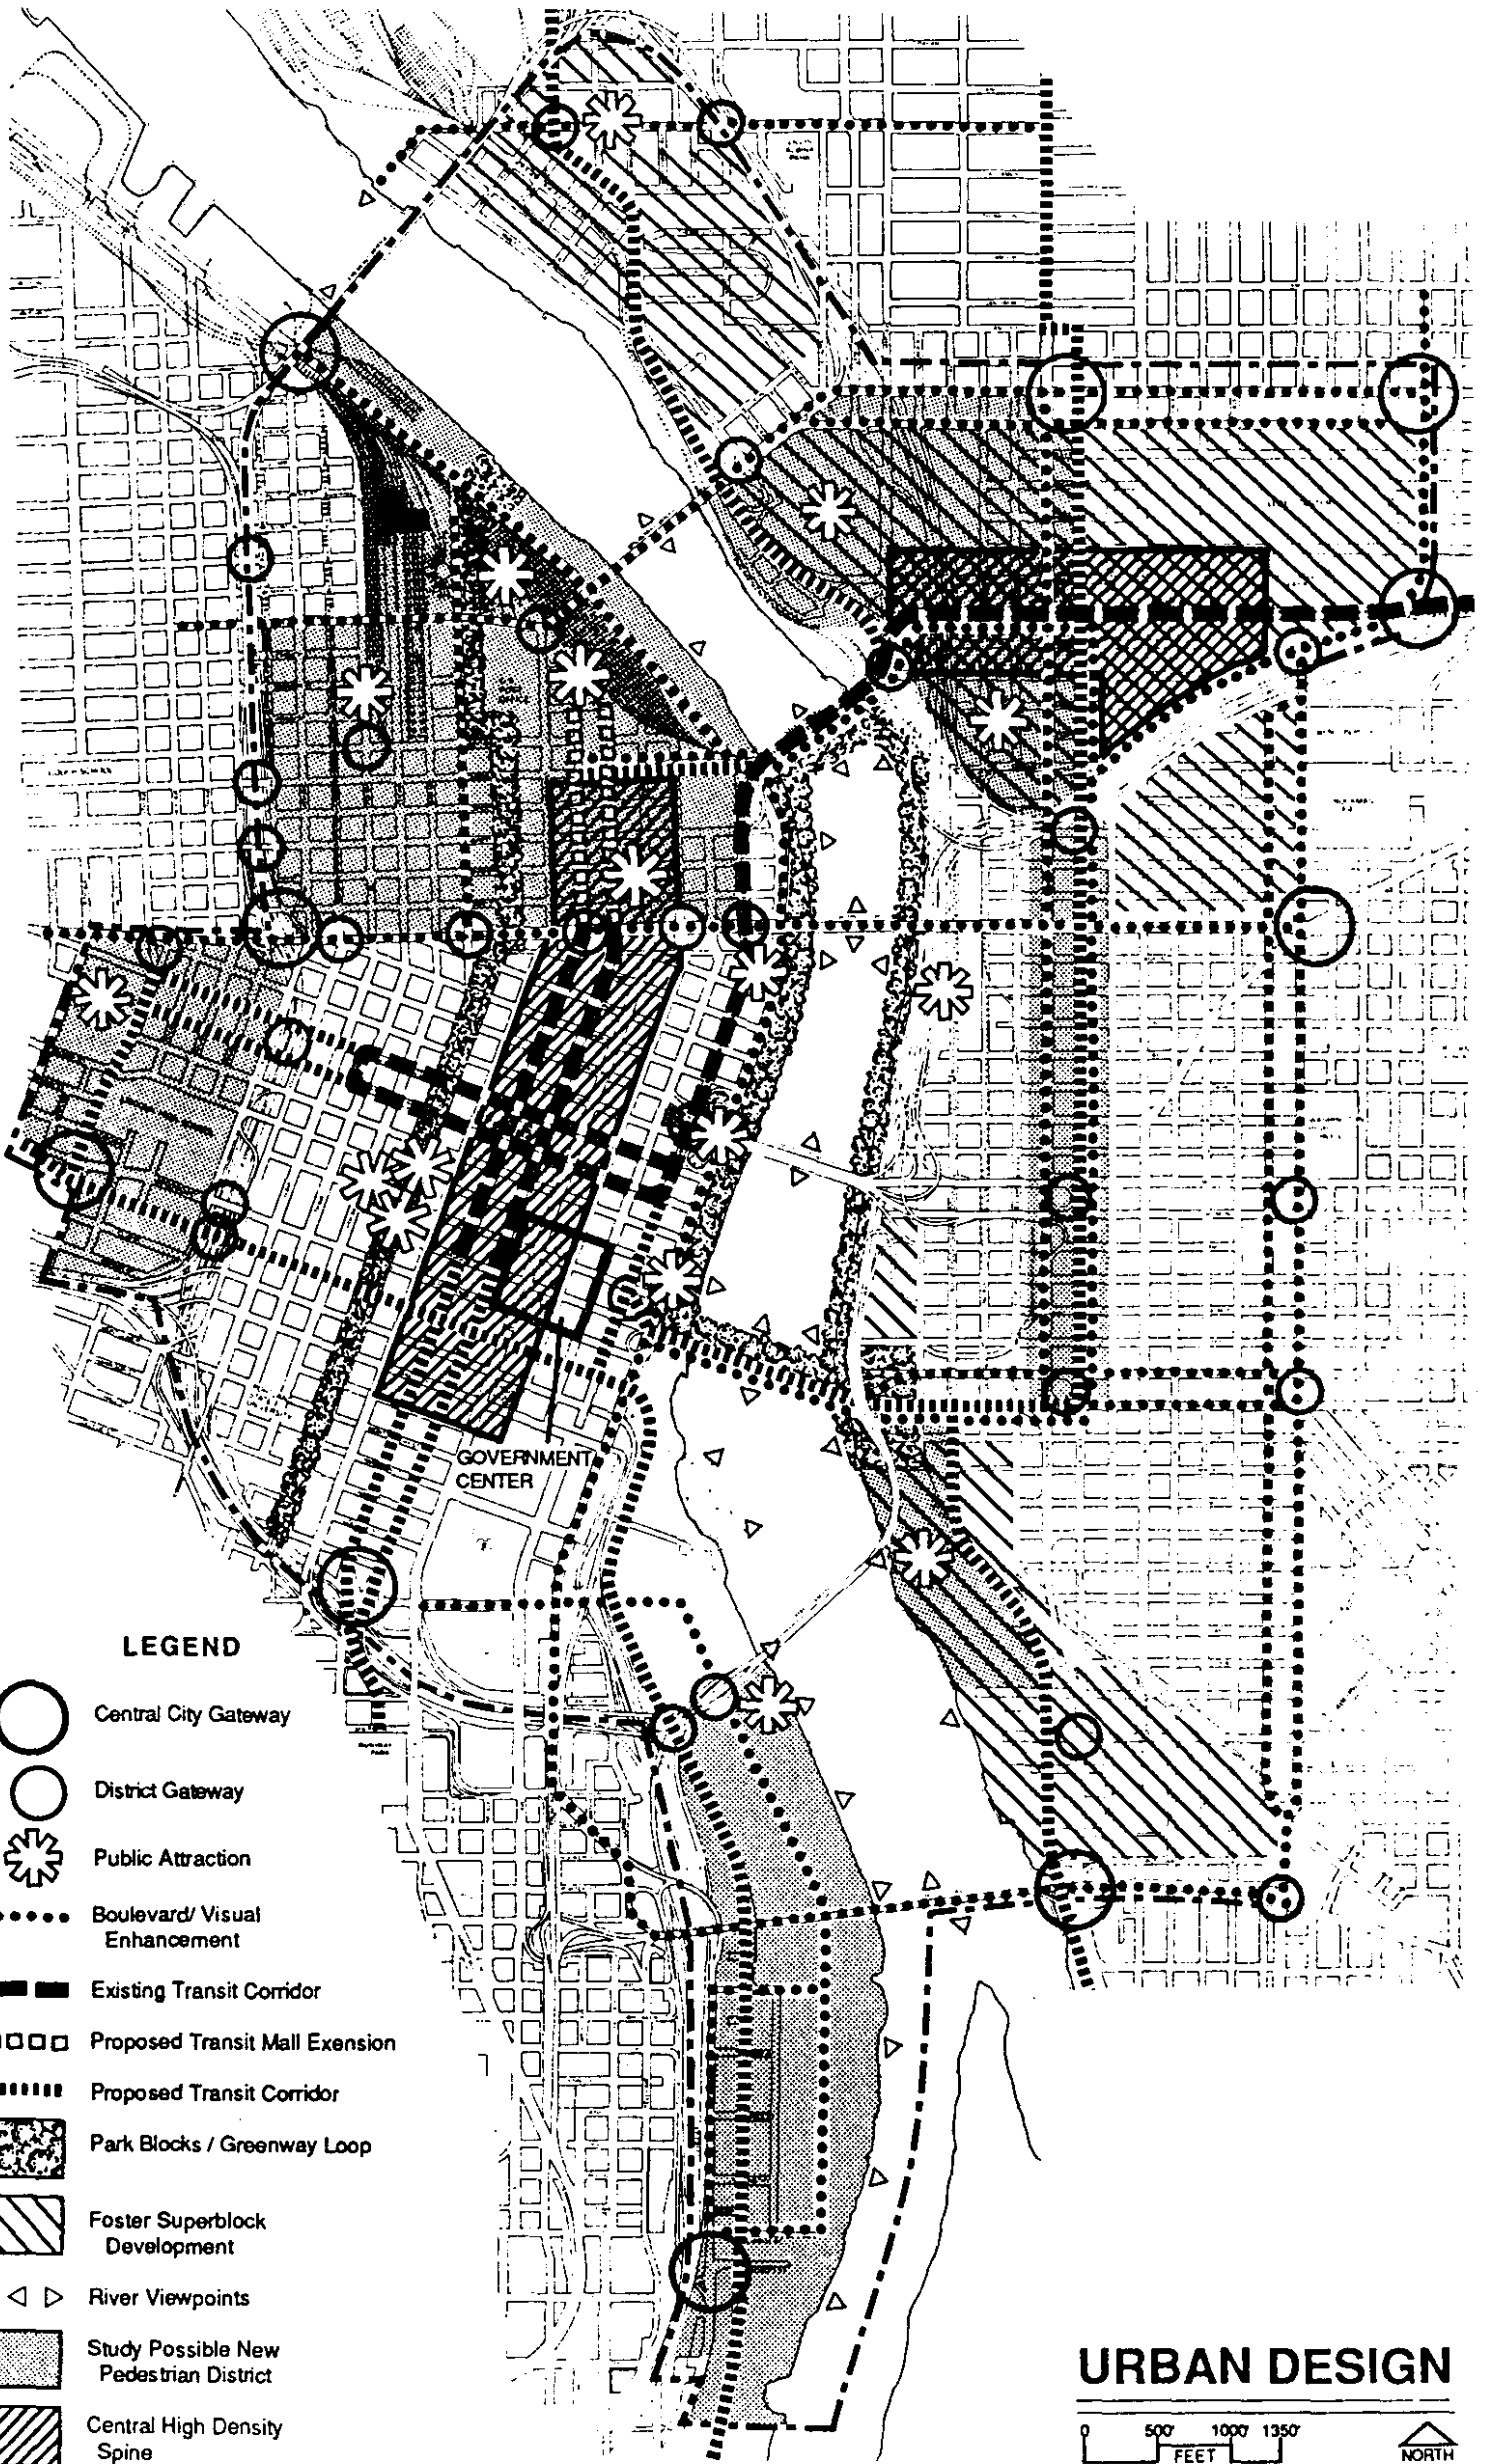 GOVERNMENT
CENTER
LEGEND
Central City Gateway
District Gateway
Public Attraction
Boulevard/ Visual
Enhancement
Existing Transit Corridor
Proposed Transit Mall Exension
Proposed Transit Corridor
Park Blocks / Greenway Loop
Foster Superblock
Development
River Viewpoints
Study Possible New
Pedestrian District
Central High Density
Spine
URBAN DESIGN
0 500' 1000' 1350'
FEET
NORTH